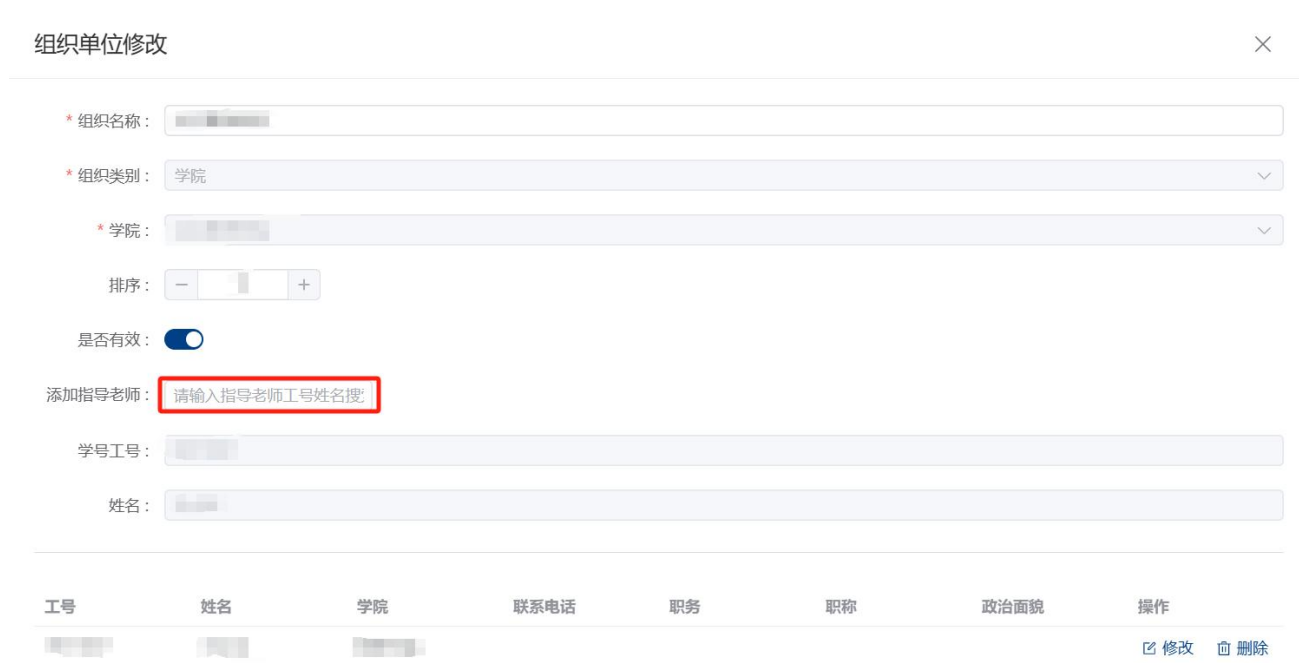 组织单位修改
* 组织名称：
* 组织类别： 学院
* 学院：
排序：
是否有效：
添加指导老师： 请输入指导老师工号姓名搜
学号工号：
姓名：
工号 姓名 学院 联系电话 职务 职称 政治面貌 操作
修改 删除